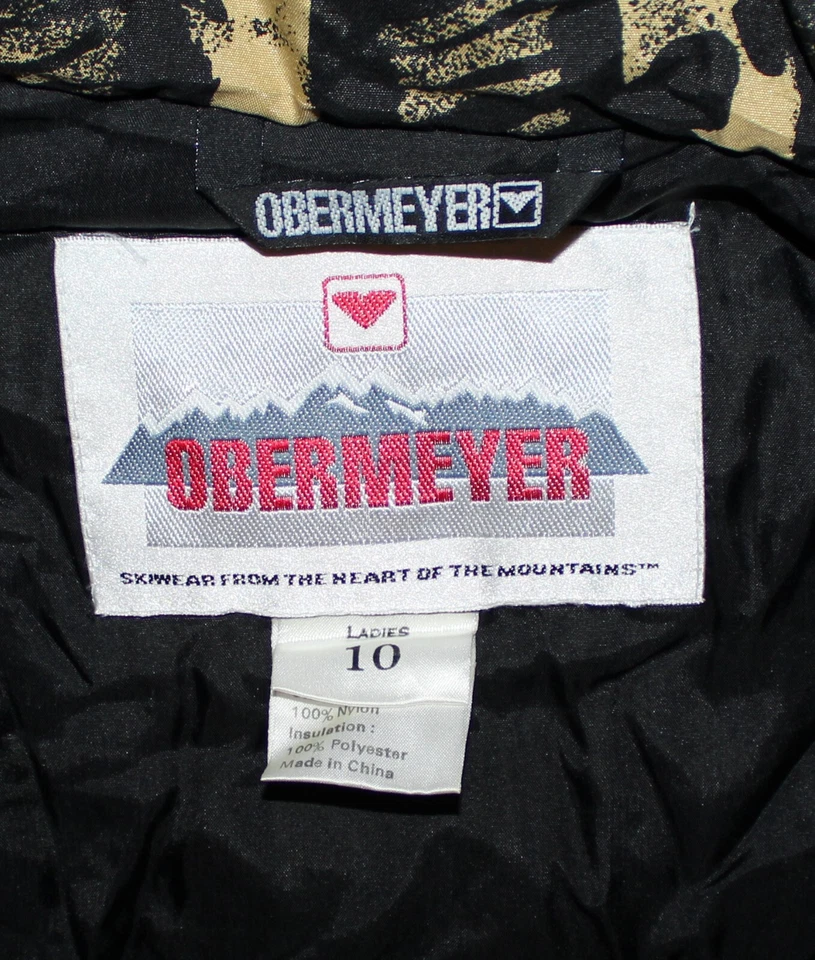 OBERMEYER
OBERMEYER
SKIWEAR FROM THE HEART OF THE MOUNTAINS™
LADIES
10
100% Nylon
Insulation :
100% Polyester
Made in China